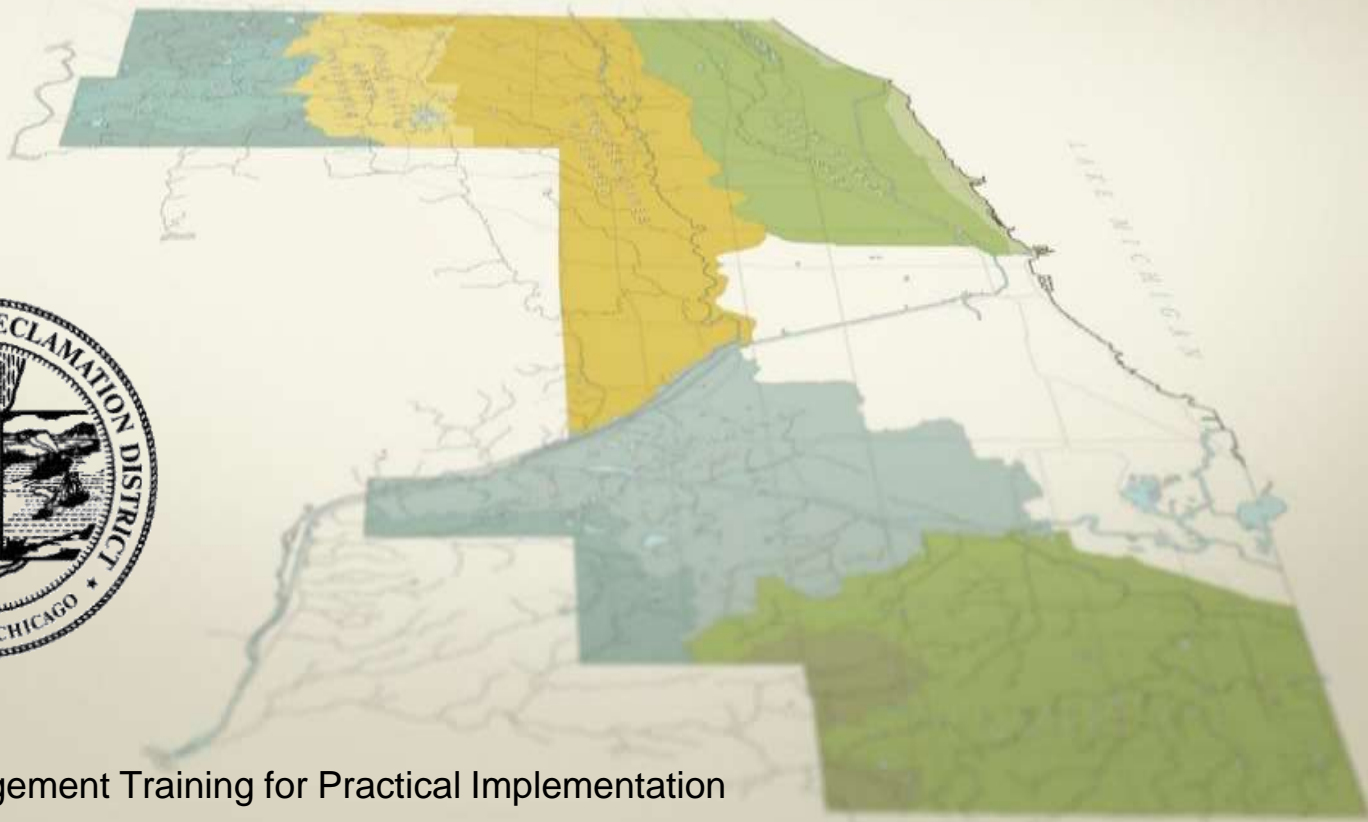 LAKE MICHIGAN
ECLAMATION DISTRICT
CHICAGO
gement Training for Practical Implementation